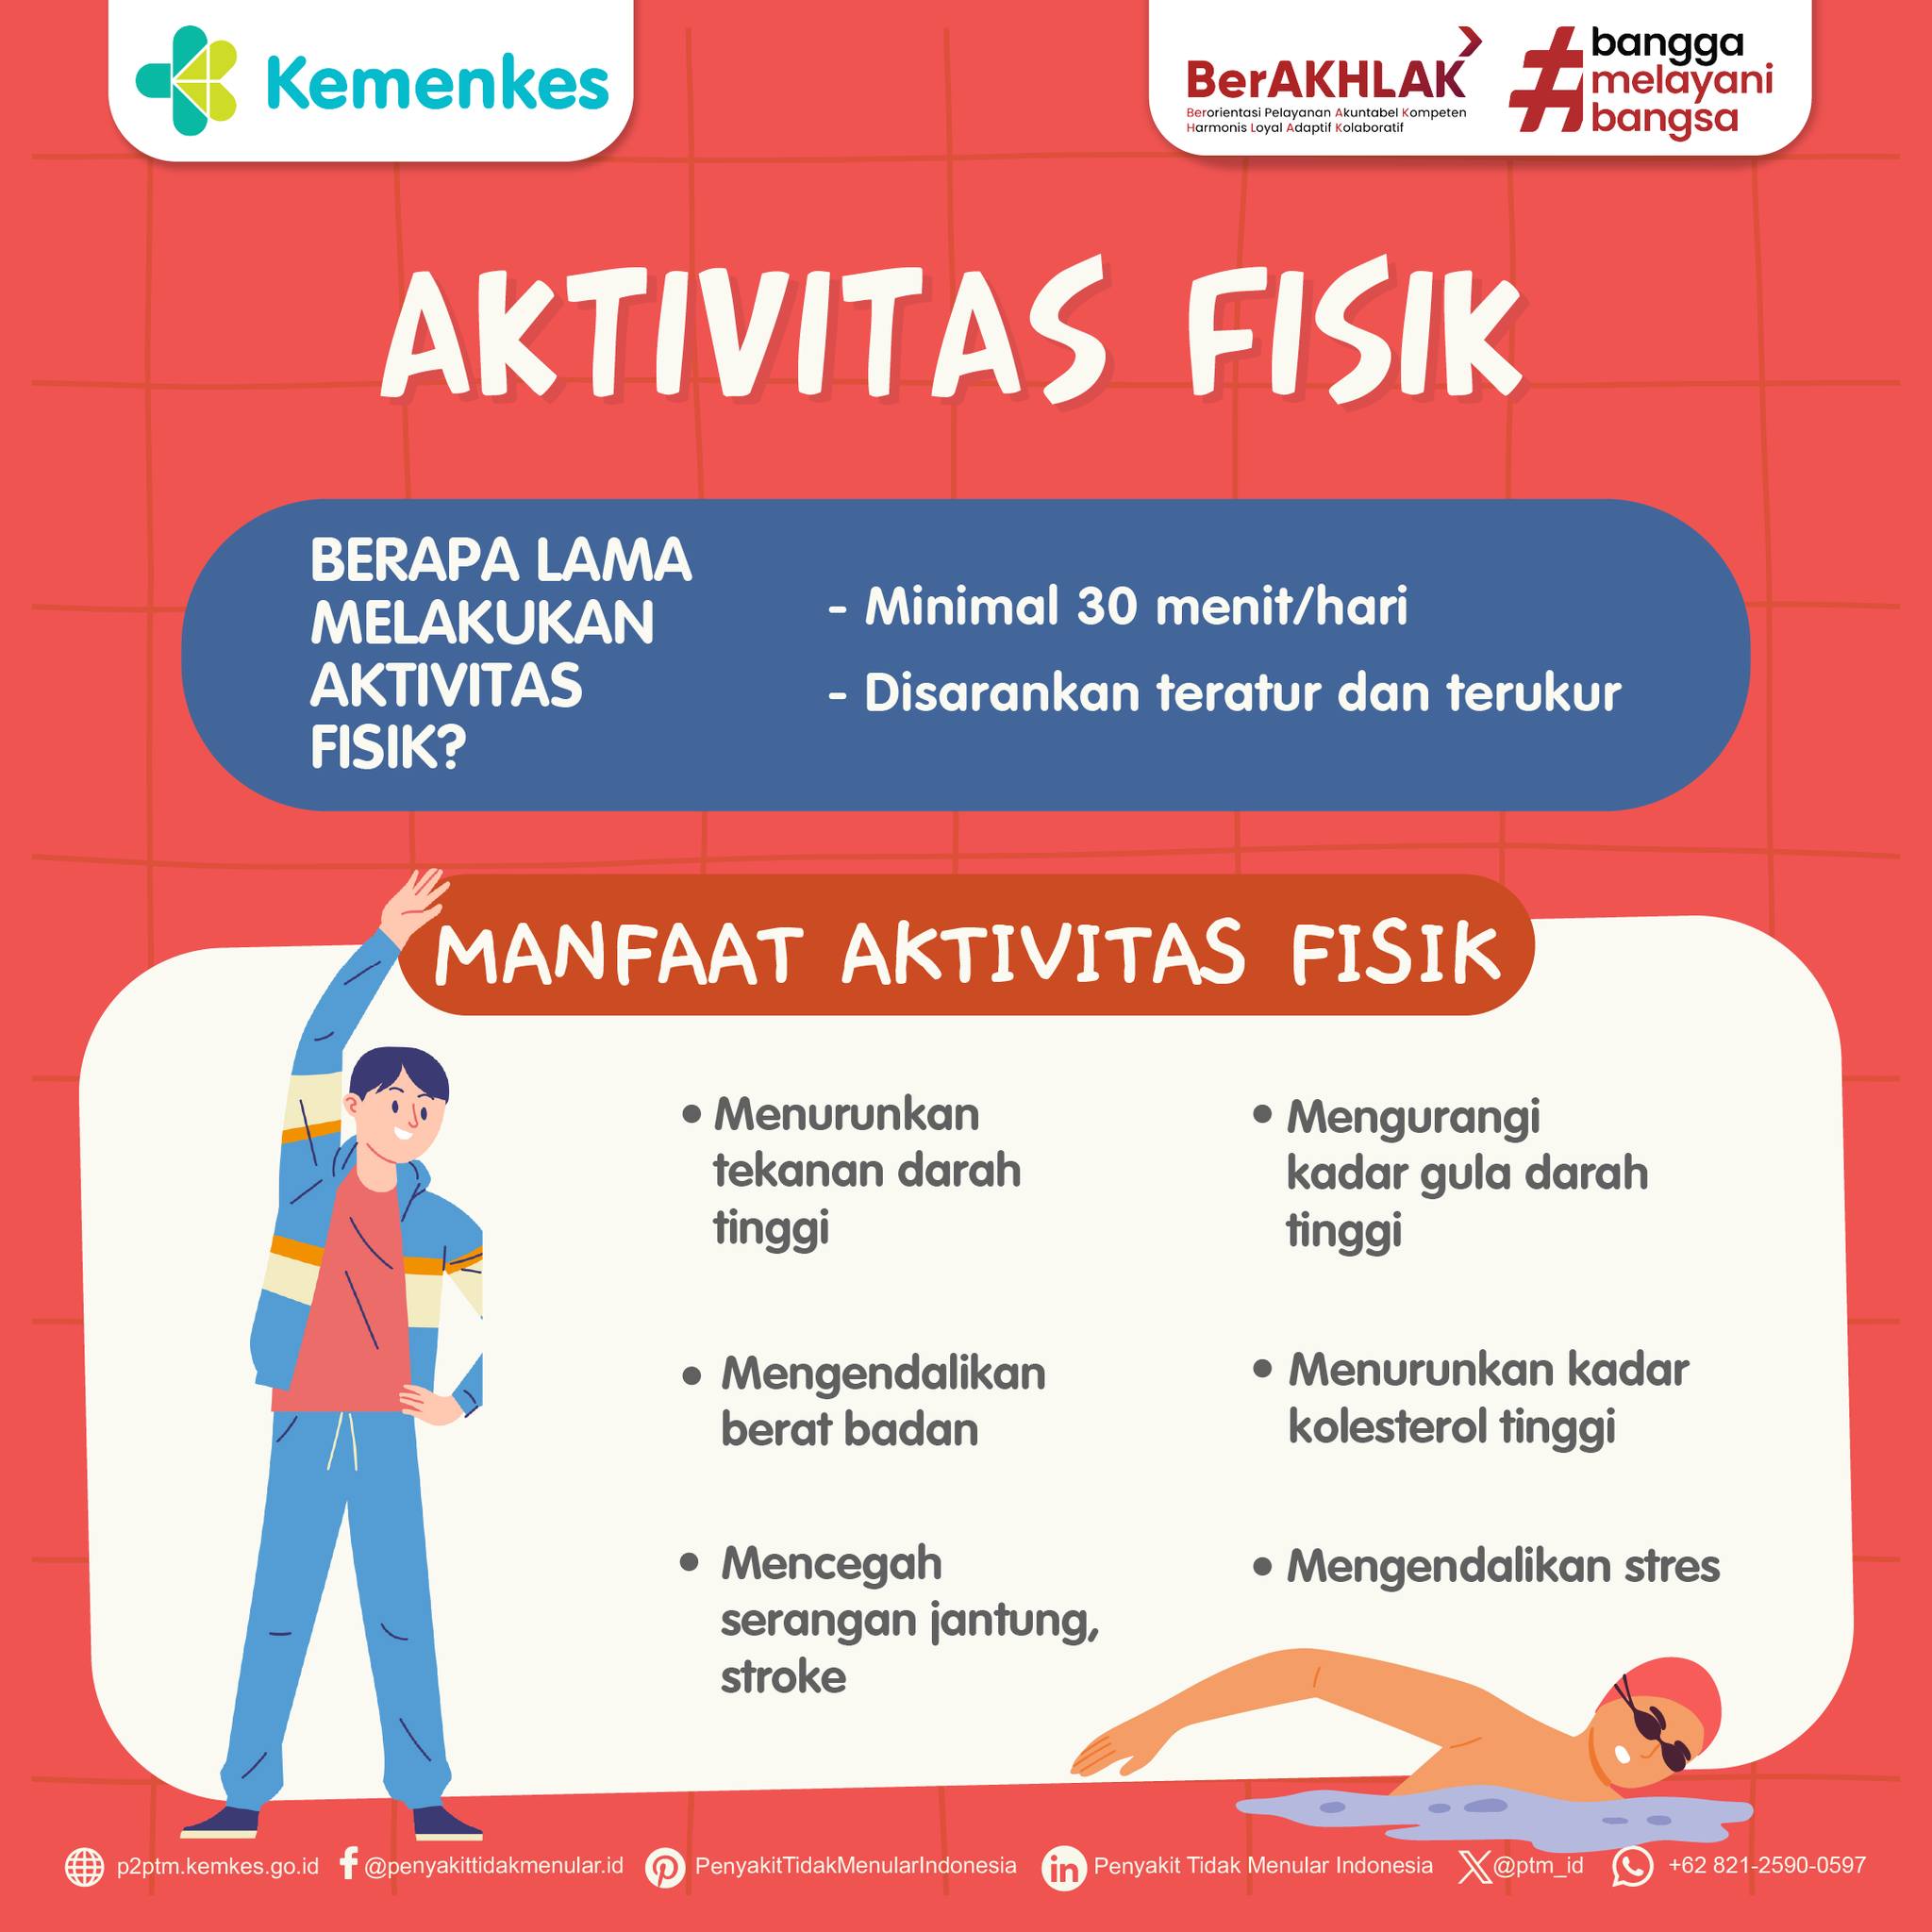 Kemenkes
BerAKHLAK
Berorientasi Pelayanan Akuntabel Kompeten
Harmonis Loyal Adaptif Kolaboratif
#bangga
melayani
bangsa
AKTIVITAS FISIK
BERAPA LAMA
MELAKUKAN
AKTIVITAS
FISIK?
- Minimal 30 menit/hari
- Disarankan teratur dan terukur
MANFAAT AKTIVITAS FISIK
• Menurunkan
tekanan darah
tinggi
• Mengendalikan
berat badan
• Mencegah
serangan jantung,
stroke
• Mengurangi
kadar gula darah
tinggi
• Menurunkan kadar
kolesterol tinggi
• Mengendalikan stres
p2ptm.kemkes.go.id @penyakittidakmenular.id PenyakitTidakMenularIndonesia Penyakit Tidak Menular Indonesia @ptm_id +62 821-2590-0597